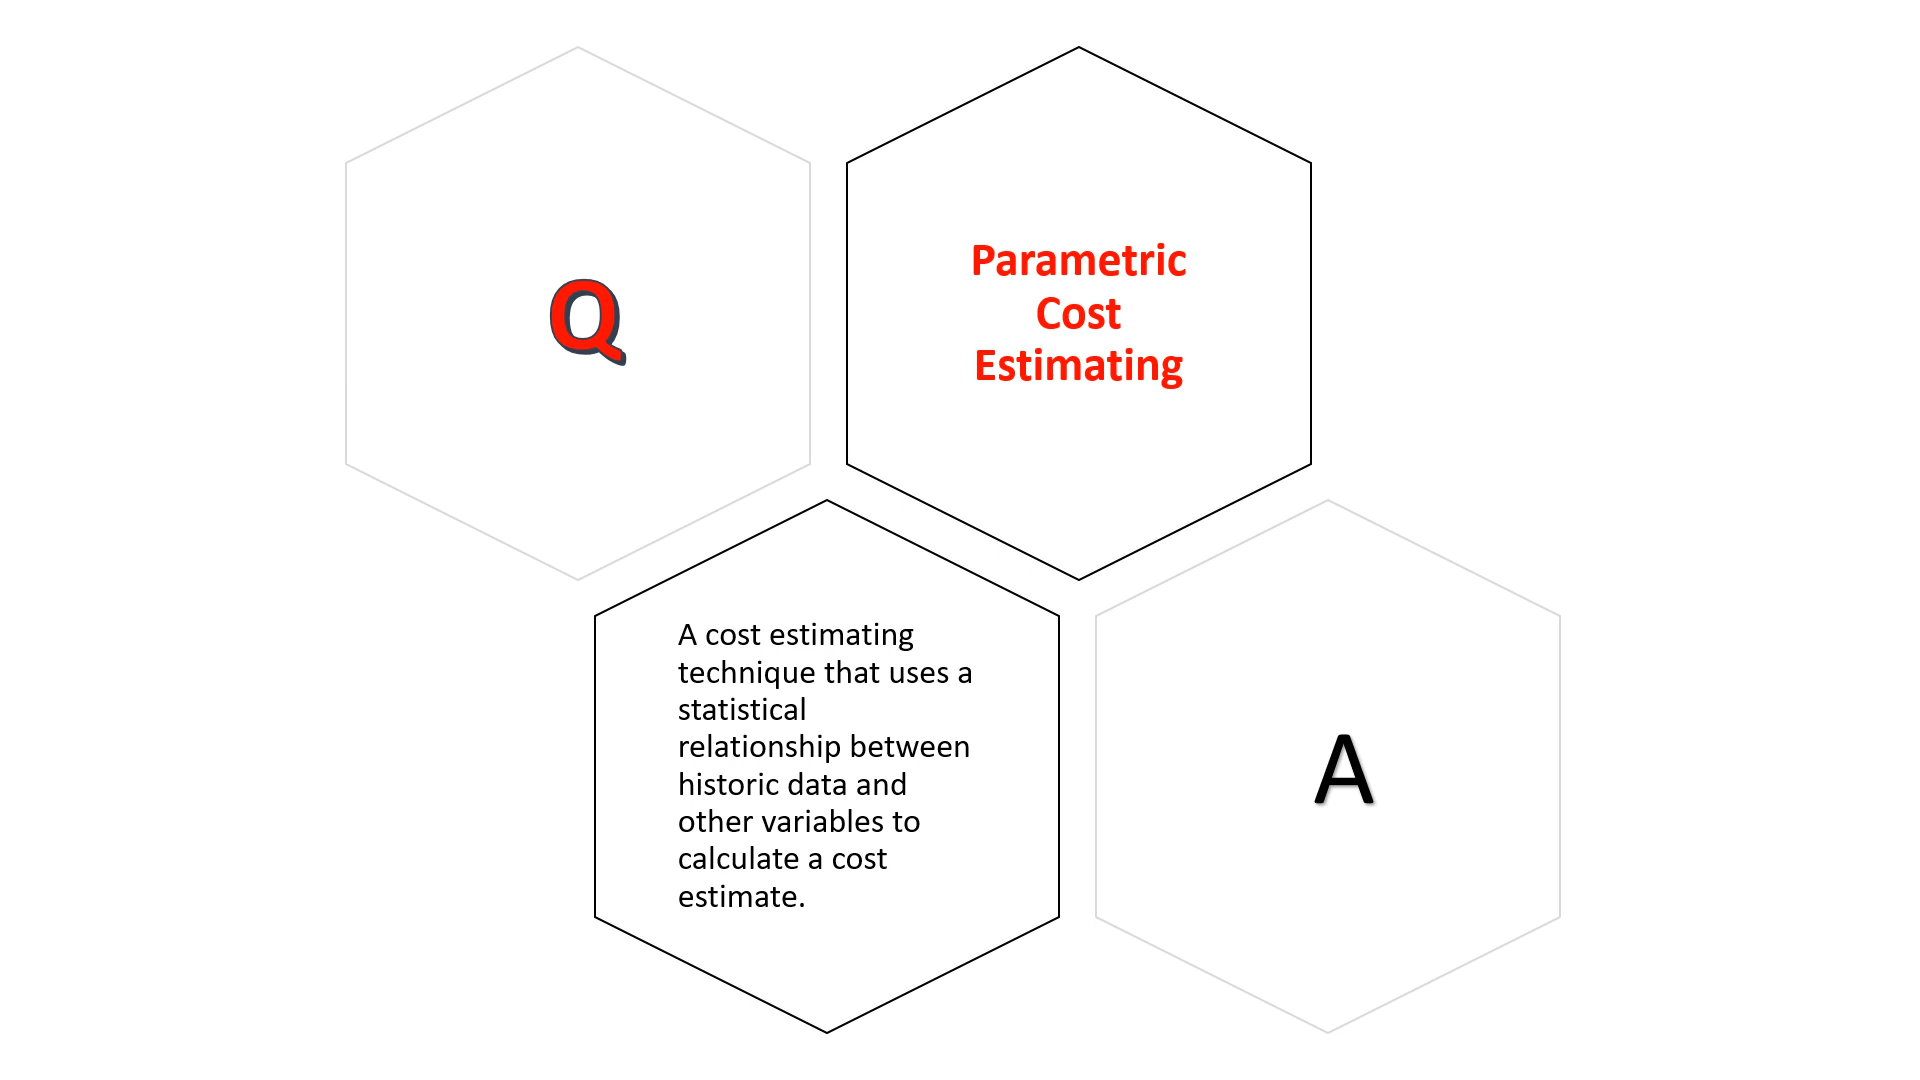 Q
Parametric
Cost
Estimating
A cost estimating
technique that uses a
statistical
relationship between
historic data and
other variables to
calculate a cost
estimate.
A